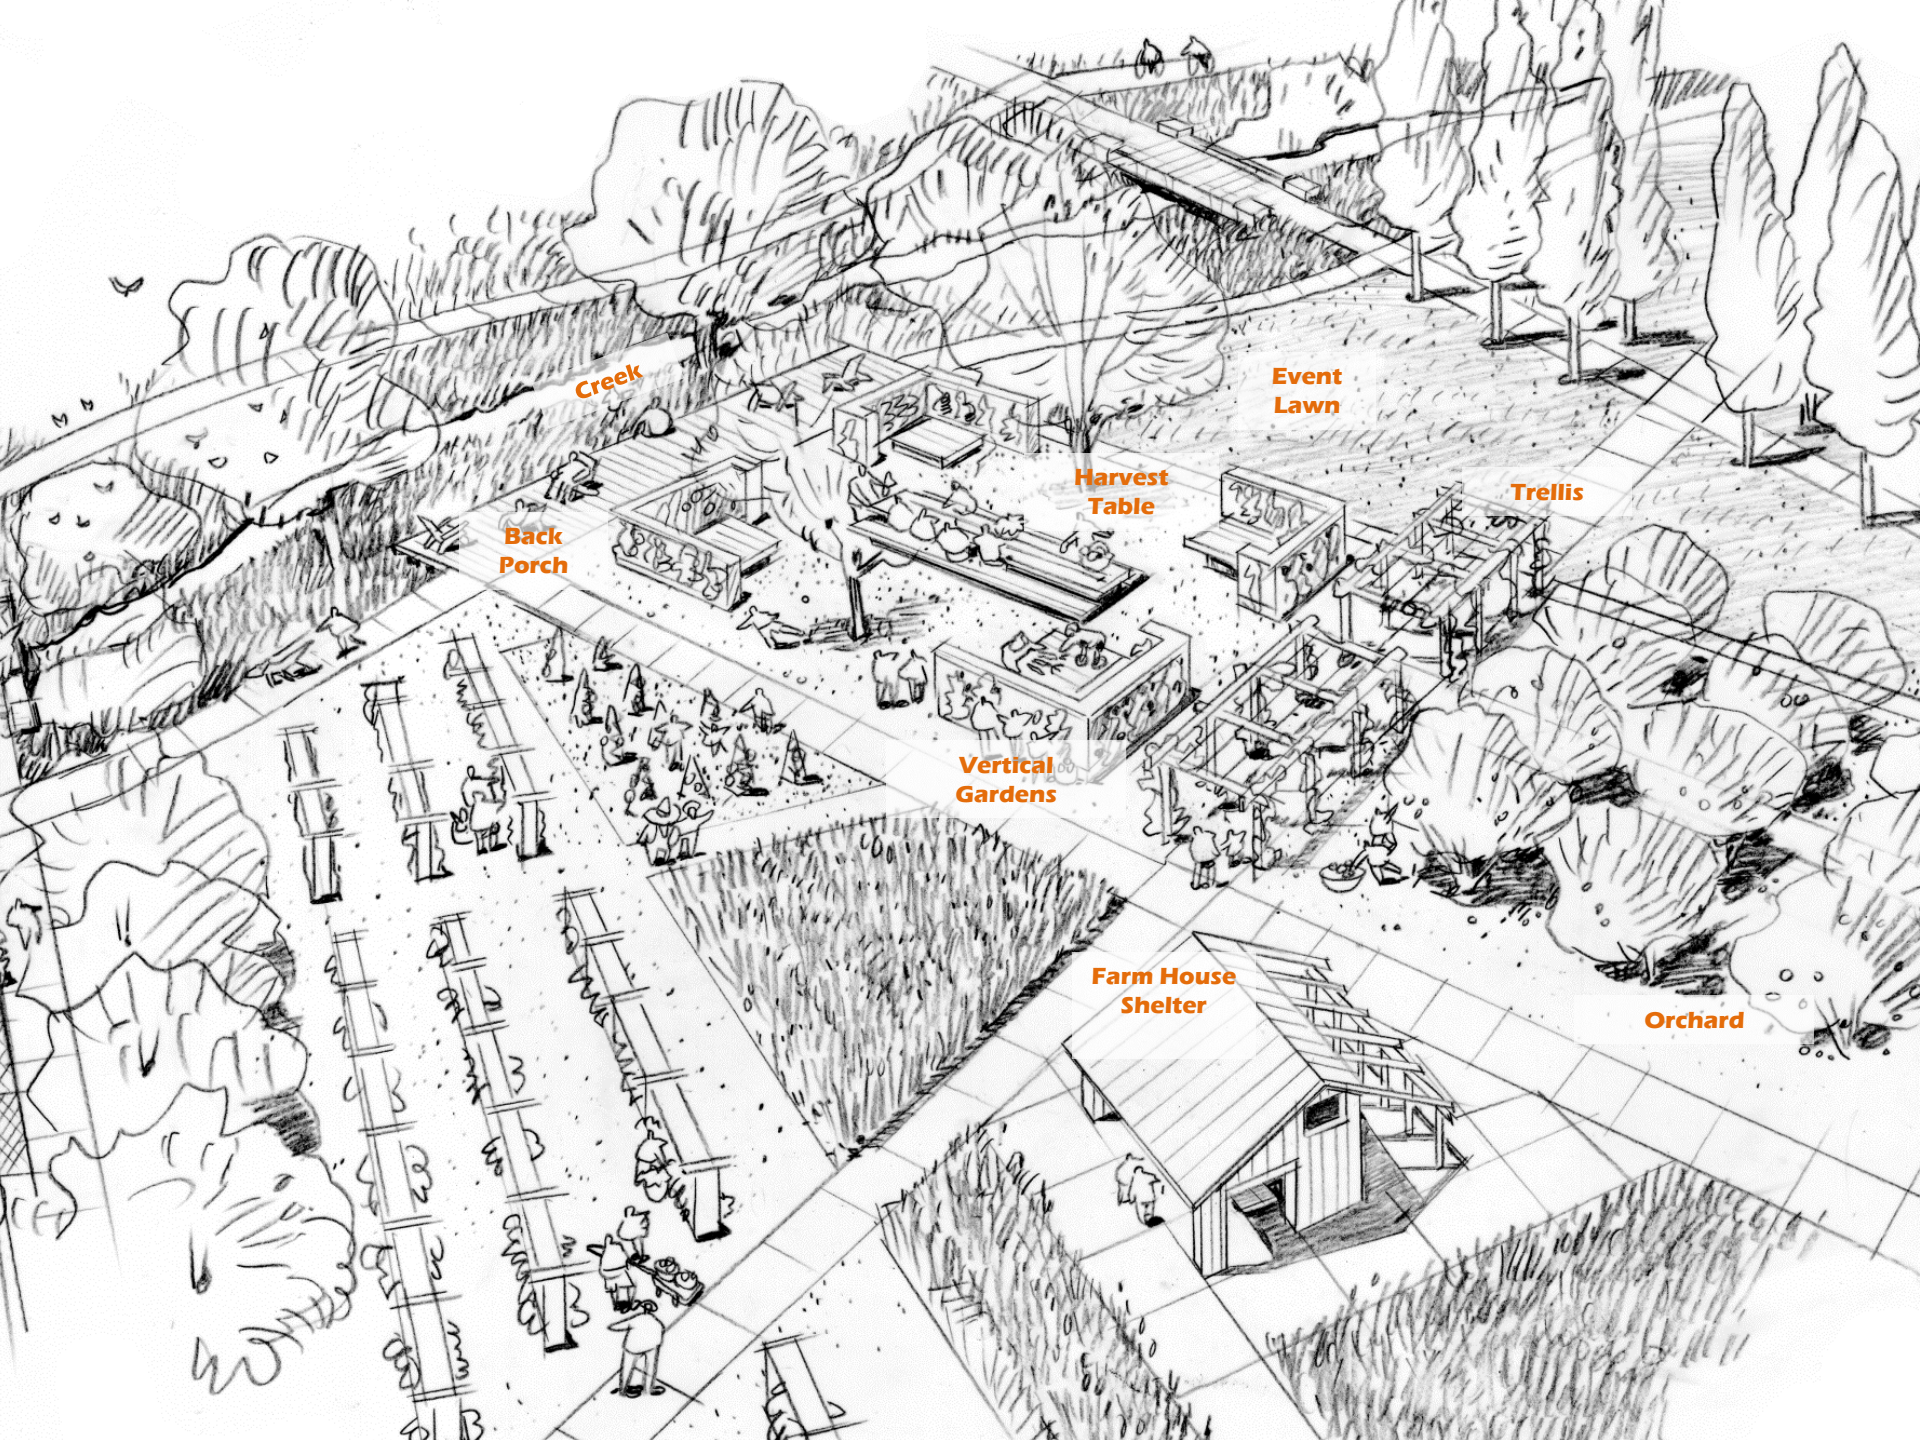 Creek
Event
Lawn
Harvest
Table
Trellis
Back
Porch
Vertical
Gardens
Farm House
Shelter
Orchard